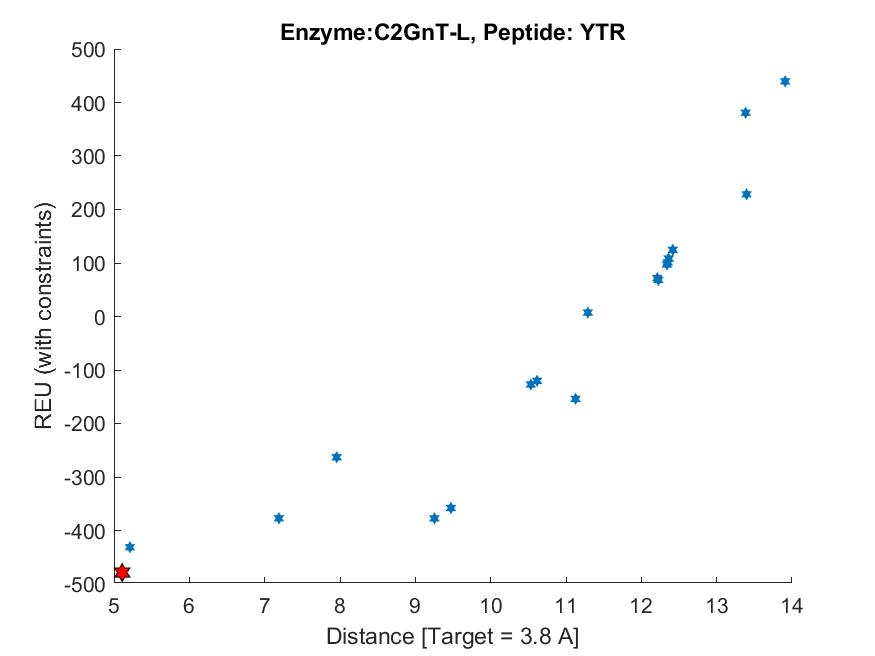 Enzyme:C2GnT-L, Peptide: YTR
500
400
300
200
100
0
-100
-200
-300
-400
-500
REU (with constraints)
5 6 7 8 9 10 11 12 13 14
Distance [Target = 3.8 A]